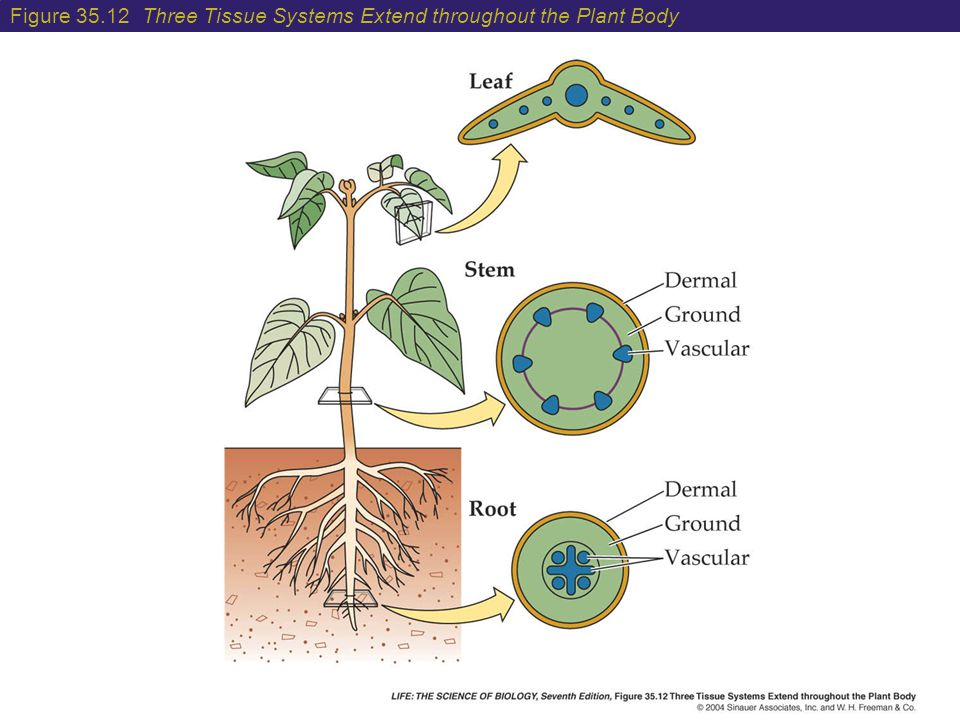 Figure 35.12 Three Tissue Systems Extend throughout the Plant Body
Leaf
Stem
Dermal
Ground
Vascular
Root
Dermal
Ground
Vascular
LIFE: THE SCIENCE OF BIOLOGY, Seventh Edition, Figure 35.12 Three Tissue Systems Extend throughout the Plant Body
© 2004 Sinauer Associates, Inc. and W. H. Freeman & Co.